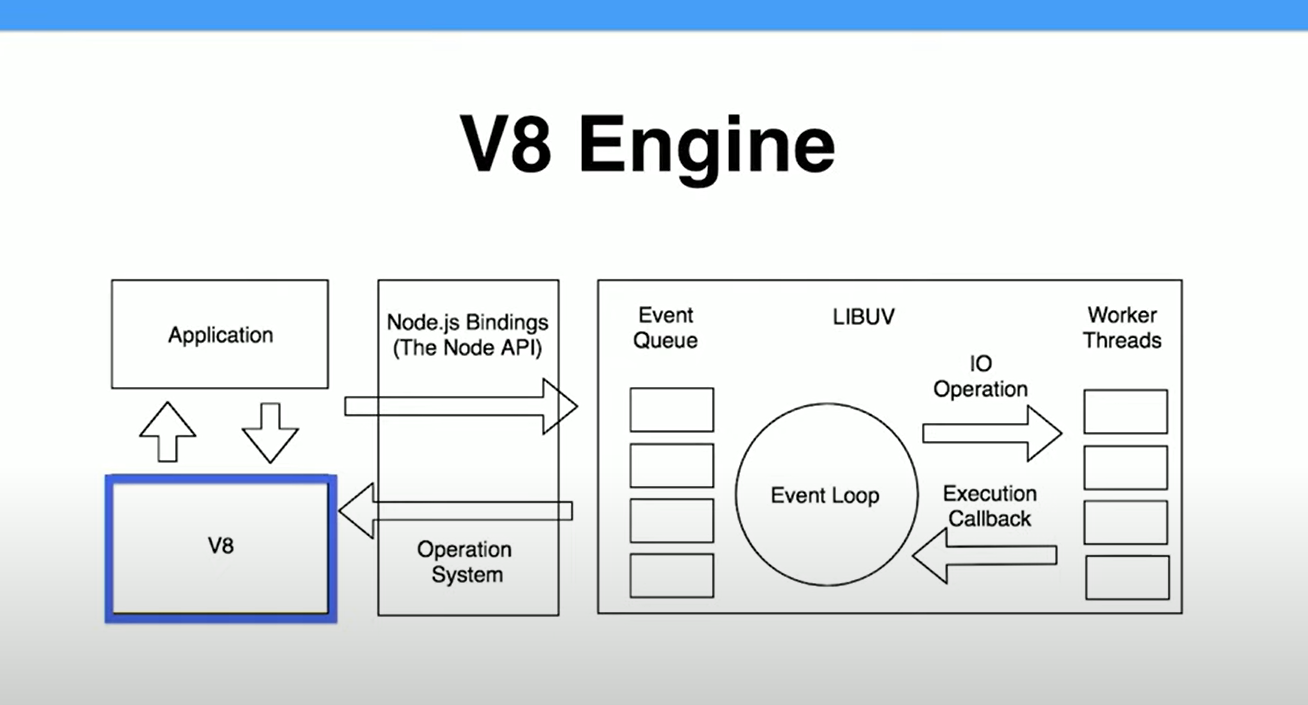 V8 Engine
Application
V8
Node.js Bindings
(The Node API)
Operation
System
Event
Queue
LIBUV
Event Loop
IO
Operation
Execution
Callback
Worker
Threads